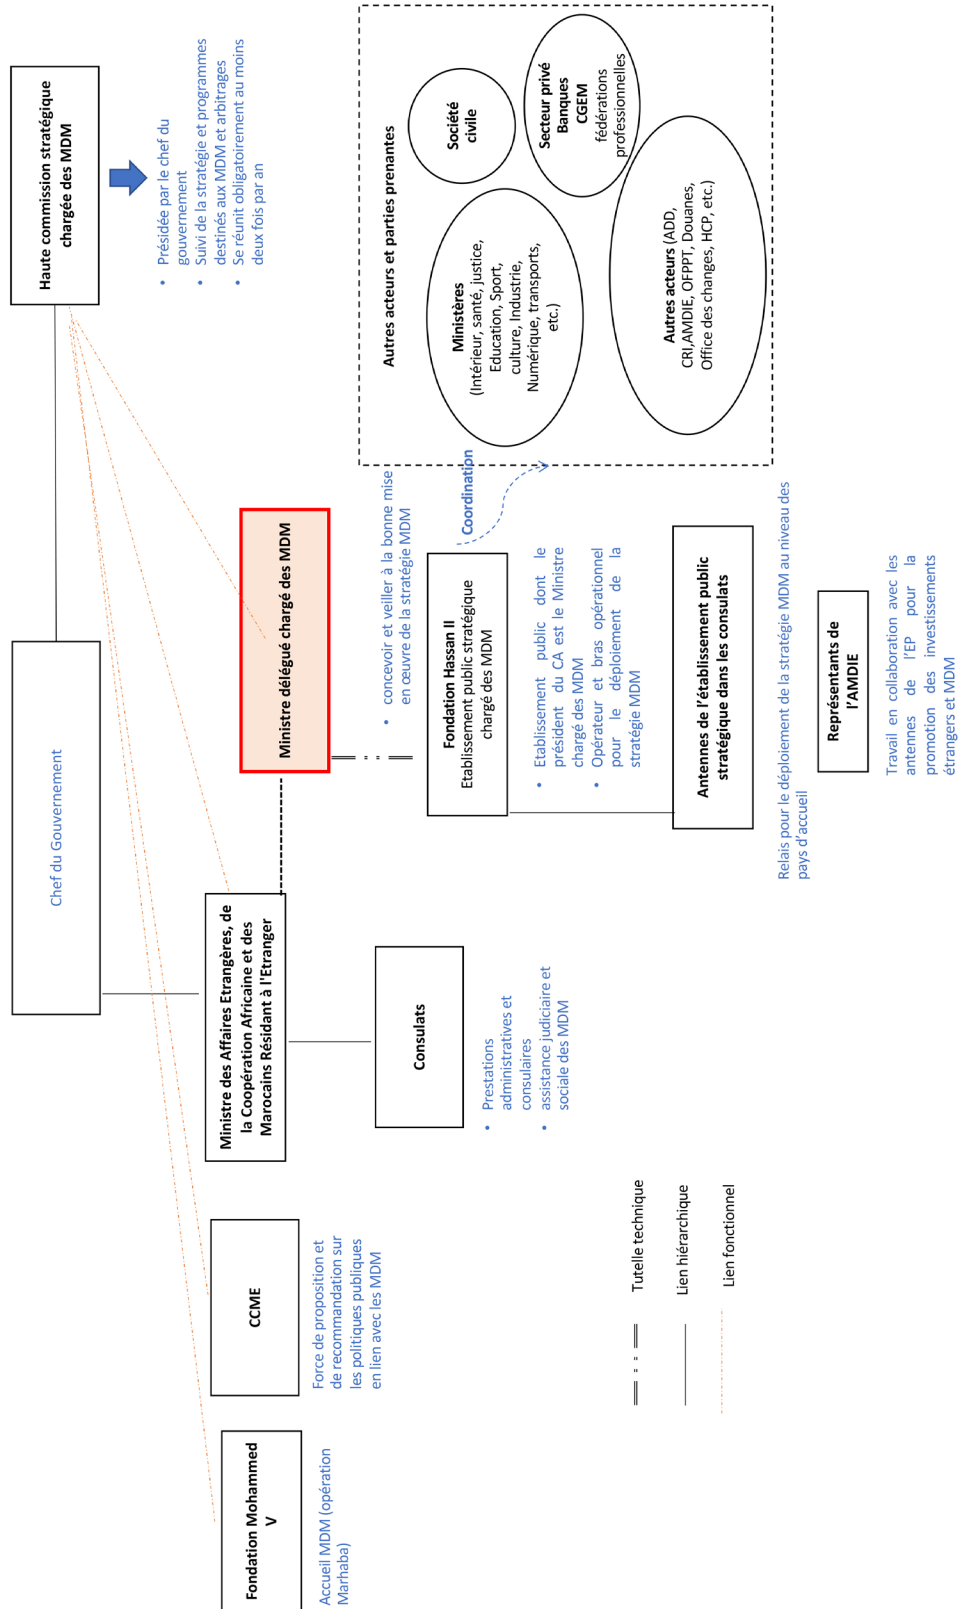 Chef du Gouvernement
Haute commission stratégique
chargée des MDM
• Présidée par le chef du
gouvernement
• Suivi de la stratégie et programmes
destinés aux MDM et arbitrages
• Se réunit obligatoirement au moins
deux fois par an
Fondation Mohammed
V
Accueil MDM (opération
Marhaba)
CCME
Force de proposition et
de recommandation sur
les politiques publiques
en lien avec les MDM
Ministre des Affaires Etrangères, de
la Coopération Africaine et des
Marocains Résidant à l'Etranger
Consulats
• Prestations
administratives et
consulaires
• assistance judiciaire et
sociale des MDM
Ministre délégué chargé des MDM
• concevoir et veiller à la bonne mise
en œuvre de la stratégie MDM
Fondation Hassan II
Etablissement public stratégique
chargé des MDM
Coordination
• Etablissement public dont le
président du CA est le Ministre
chargé des MDM
• Opérateur et bras opérationnel
pour le déploiement de la
stratégie MDM
Antennes de l’établissement public
stratégique dans les consulats
Relais pour le déploiement de la stratégie MDM au niveau des
pays d’accueil
Représentants de
l’AMDIE
Travail en collaboration avec les
antennes de l’EP pour la
promotion des investissements
étrangers et MDM
Autres acteurs et parties prenantes
Ministères
(Intérieur, santé, justice,
Education, Sport,
culture, Industrie,
Numérique, transports,
etc.)
Société
civile
Secteur privé
Banques
CGEM
fédérations
professionnelles
Autres acteurs (ADD,
CRI,AMDIE, OFPPT, Douanes,
Office des changes, HCP, etc.)
Tutelle technique
Lien hiérarchique
Lien fonctionnel